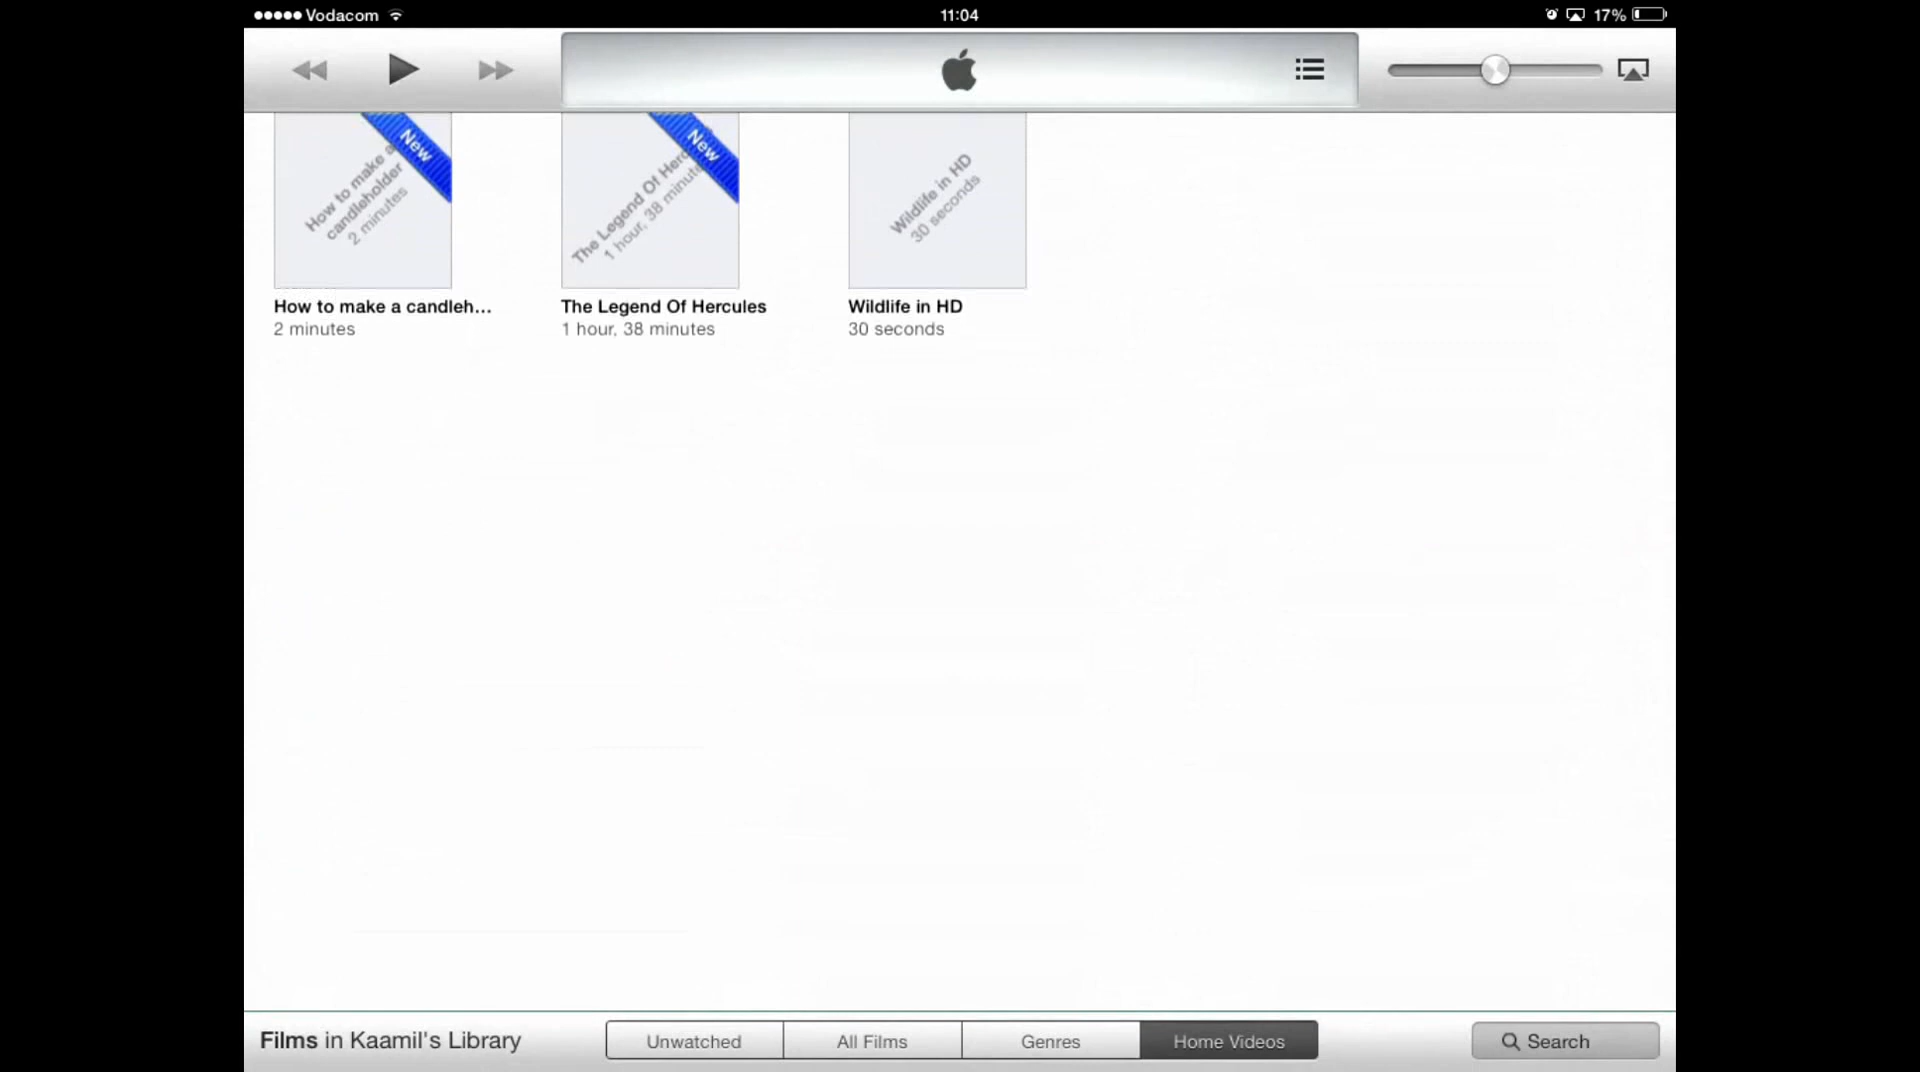 Vodacom
11:04
17%
New
How to make a
candleholder
2 minutes
New
The Legend Of Herc
1 hour, 38 minute
Wildlife in HD
30 seconds
How to make a candleh...
2 minutes
The Legend Of Hercules
1 hour, 38 minutes
Wildlife in HD
30 seconds
Films in Kaamil's Library
Unwatched
All Films
Genres
Home Videos
Search